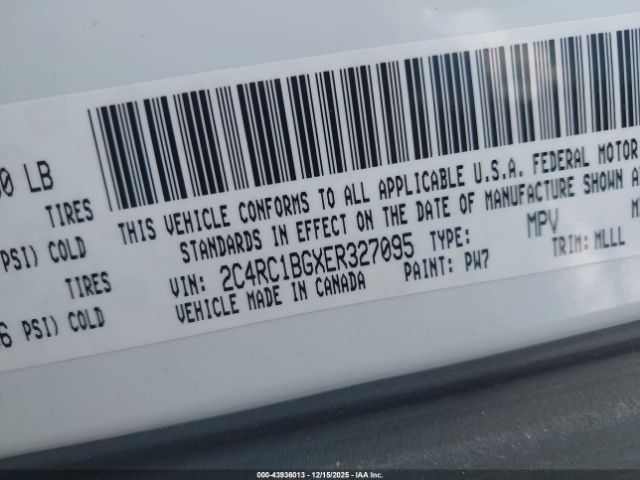 0 LB
TIRES
PSI) COLD
TIRES
6 PSI) COLD
THIS VEHICLE CONFORMS TO ALL APPLICABLE U.S.A. FEDERAL MOTOR
STANDARDS IN EFFECT ON THE DATE OF MANUFACTURE SHOWN A
VIN: 2C4RC1BGXER327095 TYPE: MPV
VEHICLE MADE IN CANADA PAINT: PW7 TRIM: MLLL
000-43936013 - 12/15/2025 - IAA Inc. (C) Copyright